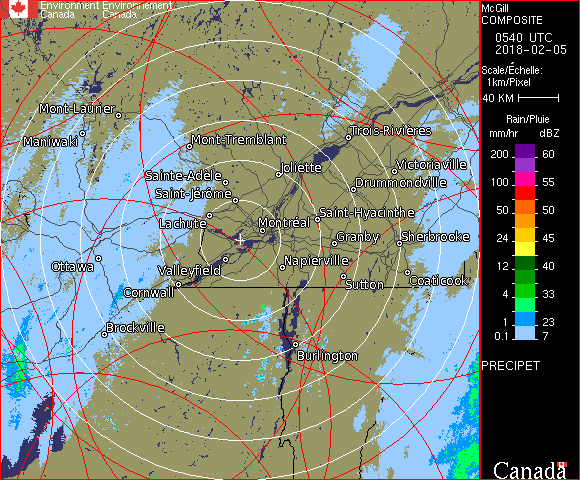 Environment Environnement
Canada Canada
McGill
COMPOSITE
0540 UTC
2018-02-05
Scale/Échelle:
1km/Pixel
40 KM
Rain/Pluie
mm/hr dBZ
200 60
55
100 55
50 50
24 45
12 40
4 33
1 23
0.1 7
PRECIPET
Canada
Mont-Laurier
Maniwaki
Mont-Tremblant
Trois-Rivières
Sainte-Adèle
Joliette
Victoriaville
Saint-Jérôme
Drummondville
Lachute
Montréal
Saint-Hyacinthe
Granby
Sherbrooke
Ottawa
Valleyfield
Napierville
Cornwall
Sutton
Coaticook
Brockville
Burlington